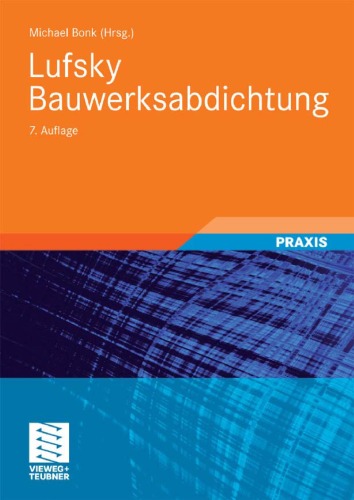 Michael Bonk (Hrsg.)
Lufsky
Bauwerksabdichtung
7. Auflage
PRAXIS
VIEWEG+
TEUBNER